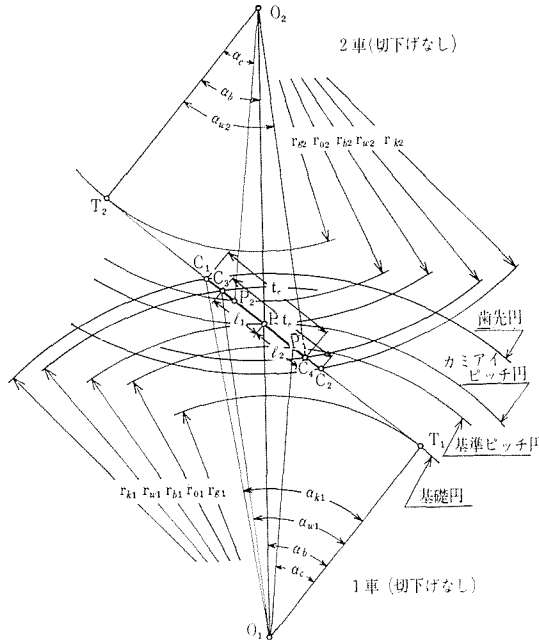 O₂
2車(切下げなし)
α_c
α_b
α_w2
r_g2 r_02 r_b2 r_w2 r_k2
T₂
C₁
C₃
P₂
t_e
ℓ₁
P
t_e
P₁
ℓ₂
C₄
C₂
歯先円
カミアイ
ピッチ円
T₁
基準ピッチ円
基礎円
r_k1 r_w1 r_b1 r_01 r_g1
α_k1
α_w1
α_b
α_c
1車(切下げなし)
O₁